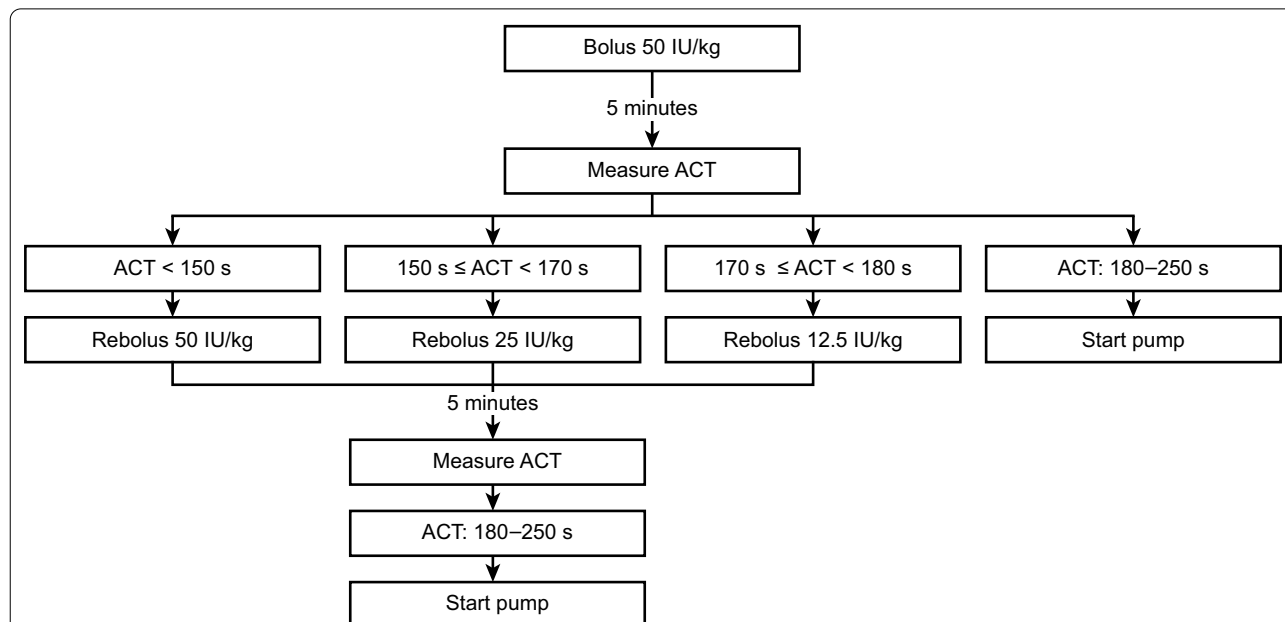 Bolus 50 IU/kg
5 minutes
Measure ACT
ACT < 150 s
150 s ≤ ACT < 170 s
170 s ≤ ACT < 180 s
ACT: 180–250 s
Rebolus 50 IU/kg
Rebolus 25 IU/kg
Rebolus 12.5 IU/kg
Start pump
5 minutes
Measure ACT
ACT: 180–250 s
Start pump